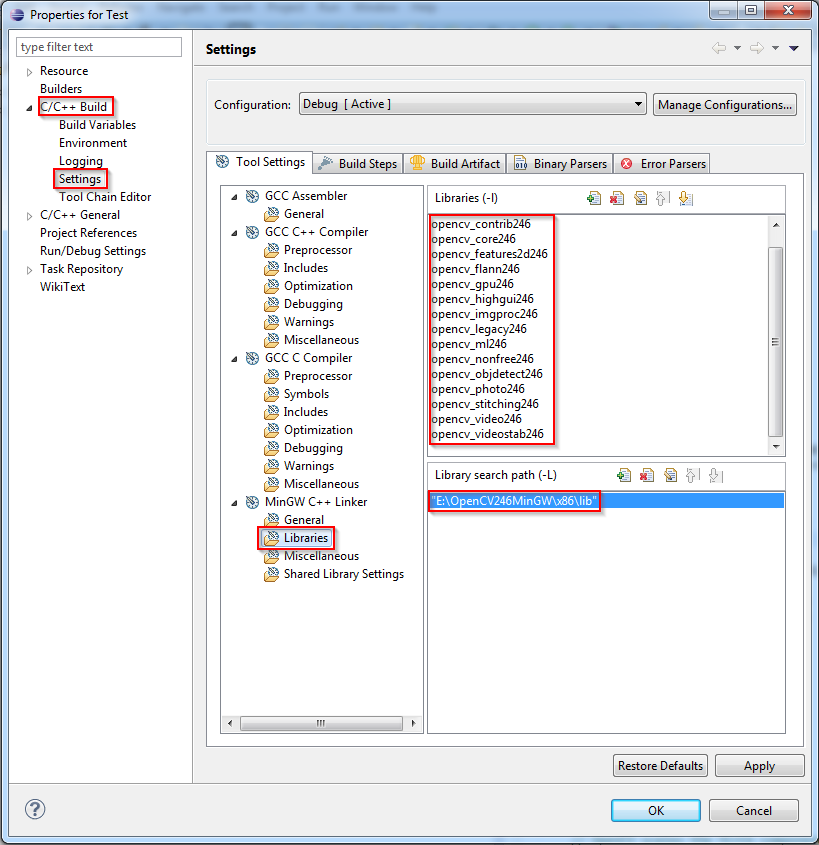 Properties for Test
type filter text
Resource
Builders
C/C++ Build
Build Variables
Environment
Logging
Settings
Tool Chain Editor
C/C++ General
Project References
Run/Debug Settings
Task Repository
WikiText
Settings
Configuration:
Debug [ Active ]
Manage Configurations...
Tool Settings
Build Steps
Build Artifact
Binary Parsers
Error Parsers
GCC Assembler
General
GCC C++ Compiler
Preprocessor
Includes
Optimization
Debugging
Warnings
Miscellaneous
GCC C Compiler
Preprocessor
Symbols
Includes
Optimization
Debugging
Warnings
Miscellaneous
MinGW C++ Linker
General
Libraries
Miscellaneous
Shared Library Settings
Libraries (-l)
opencv_contrib246
opencv_core246
opencv_features2d246
opencv_flann246
opencv_gpu246
opencv_highgui246
opencv_imgproc246
opencv_legacy246
opencv_ml246
opencv_nonfree246
opencv_objdetect246
opencv_photo246
opencv_stitching246
opencv_video246
opencv_videostab246
Library search path (-L)
"E:\OpenCV246MinGW\x86\lib"
Restore Defaults
Apply
OK
Cancel